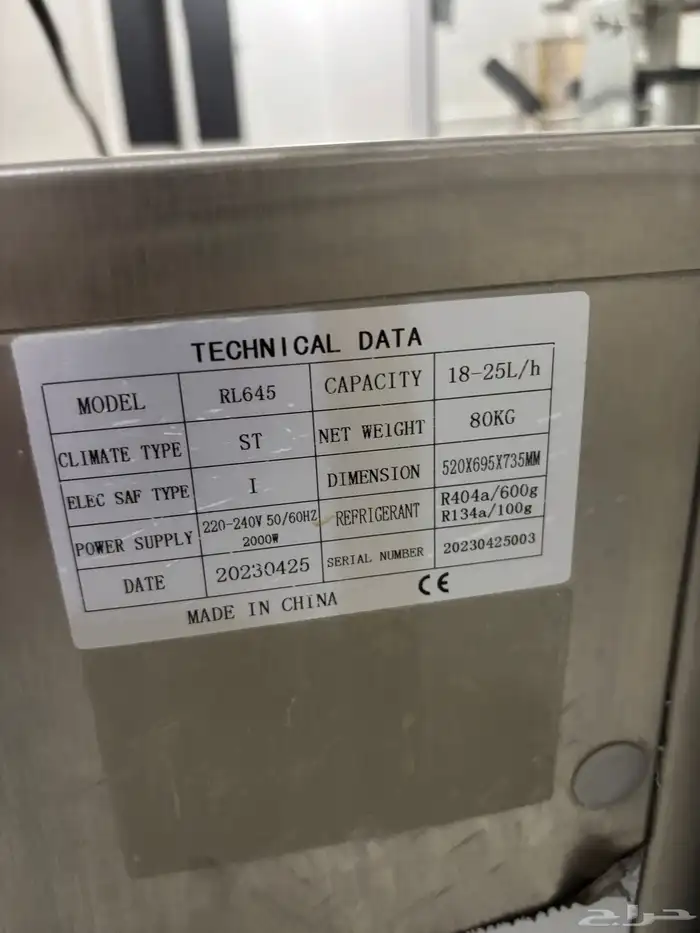 TECHNICAL DATA
MODEL RL645 CAPACITY 18-25L/h
CLIMATE TYPE ST NET WEIGHT 80KG
ELEC SAF TYPE I DIMENSION 520X695X735MM
POWER SUPPLY 220-240V 50/60HZ 2000W REFRIGERANT R404a/600g R134a/100g
DATE 20230425 SERIAL NUMBER 20230425003
MADE IN CHINA CE
حراج